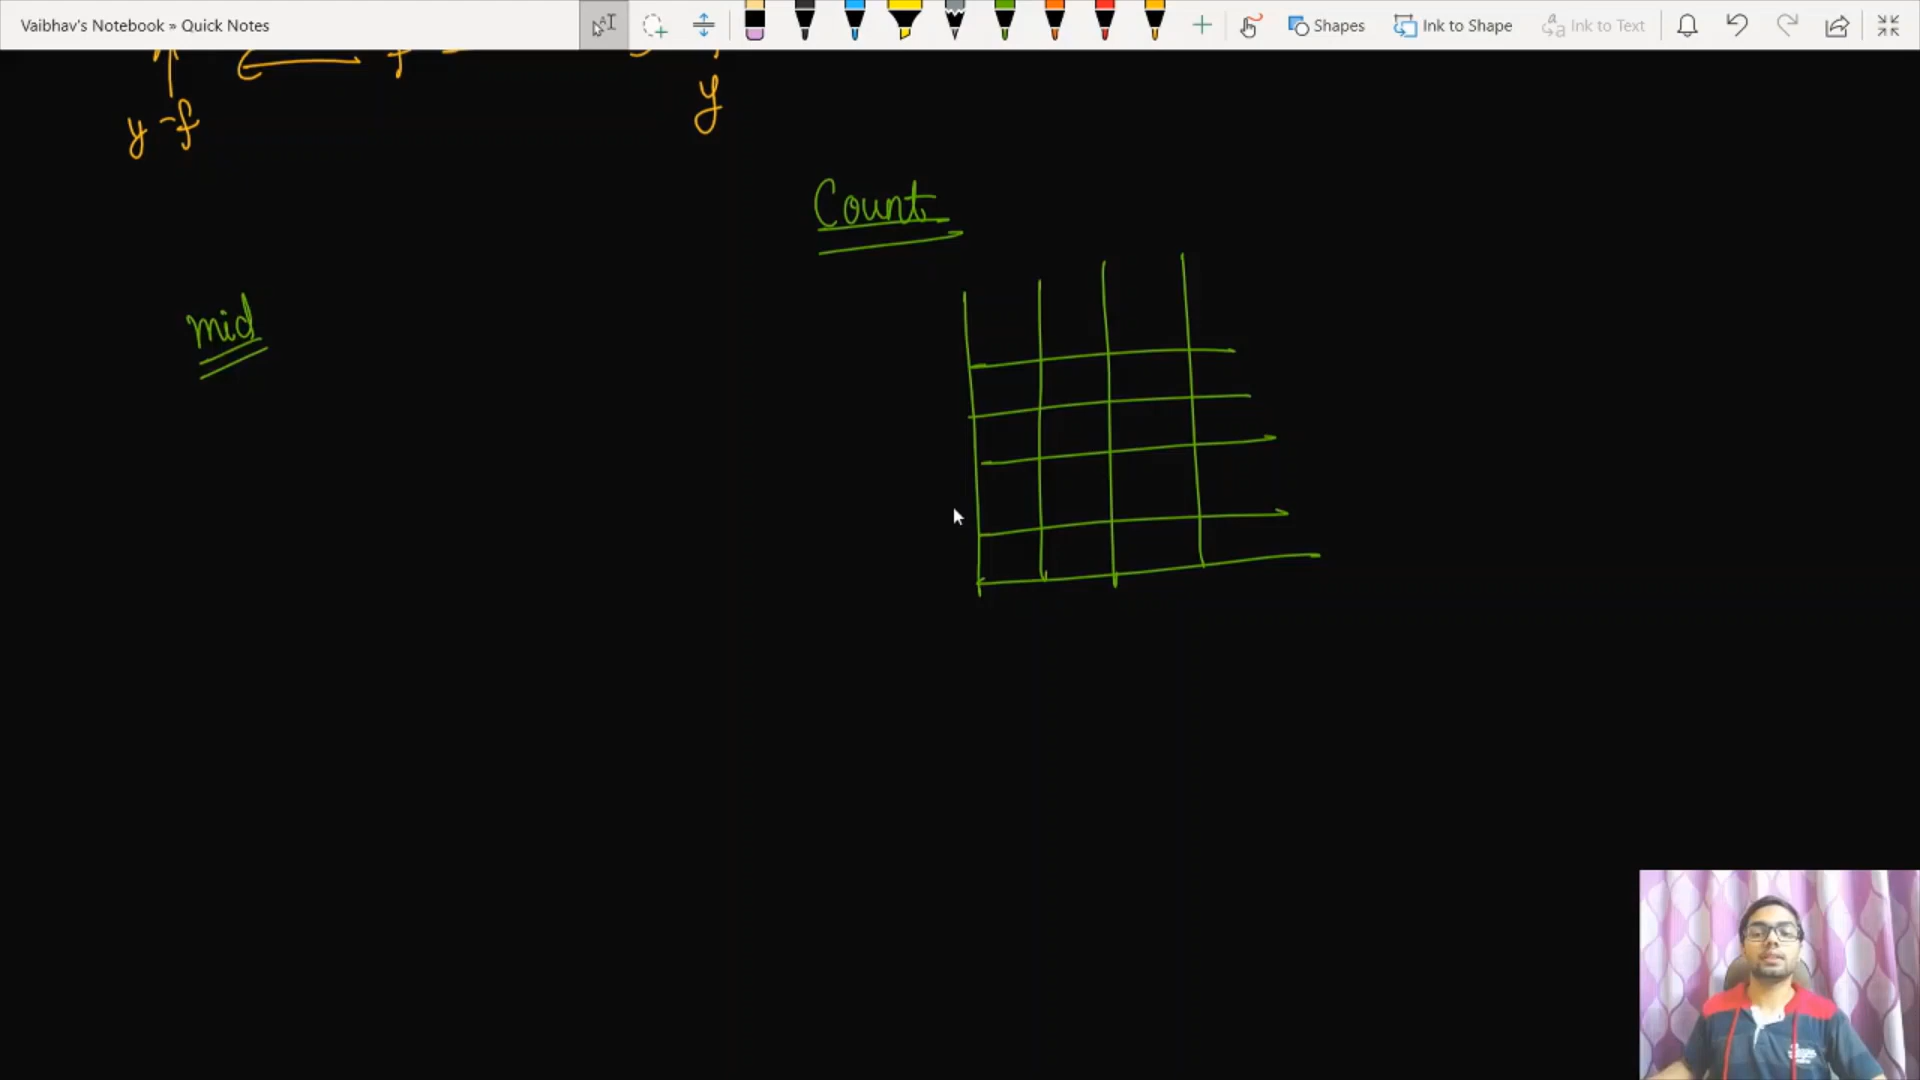 Vaibhav's Notebook » Quick Notes
Shapes
Ink to Shape
Ink to Text
y - f
f
y
Count
mid